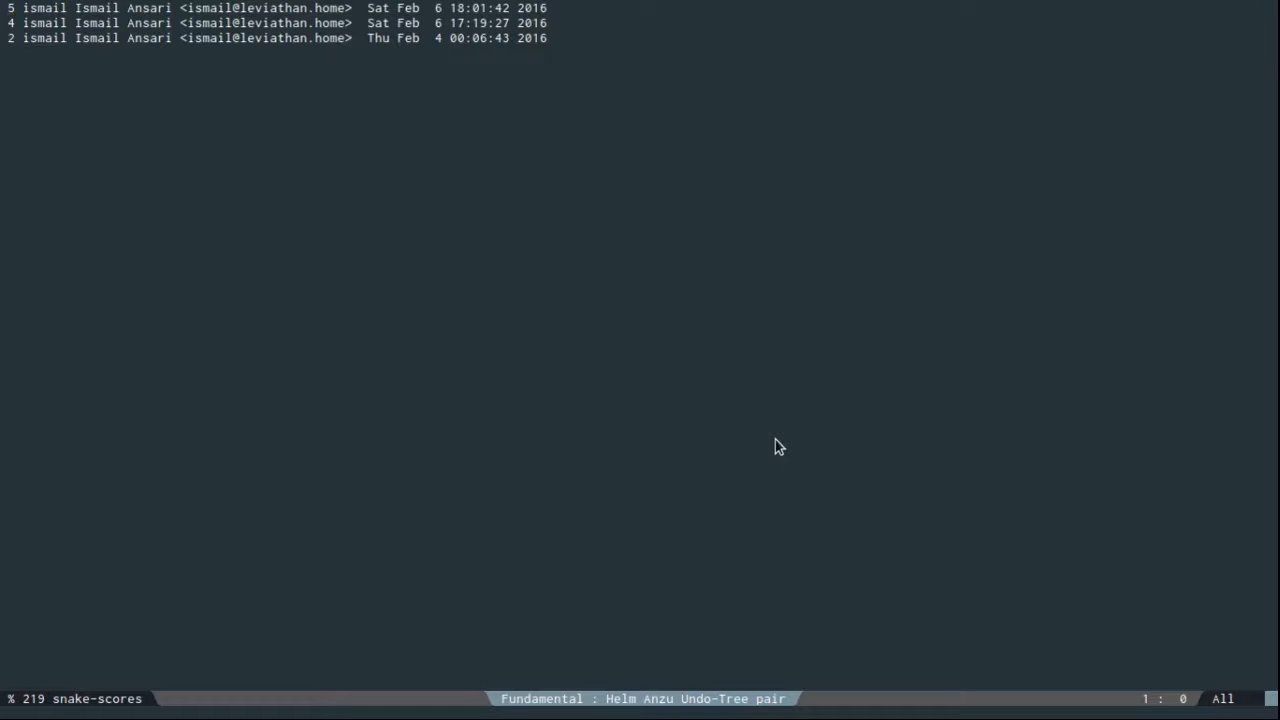 5 ismail Ismail Ansari <ismail@leviathan.home>  Sat Feb  6 18:01:42 2016
4 ismail Ismail Ansari <ismail@leviathan.home>  Sat Feb  6 17:19:27 2016
2 ismail Ismail Ansari <ismail@leviathan.home>  Thu Feb  4 00:06:43 2016
% 219 snake-scores Fundamental : Helm Anzu Undo-Tree pair 1 :  0 All